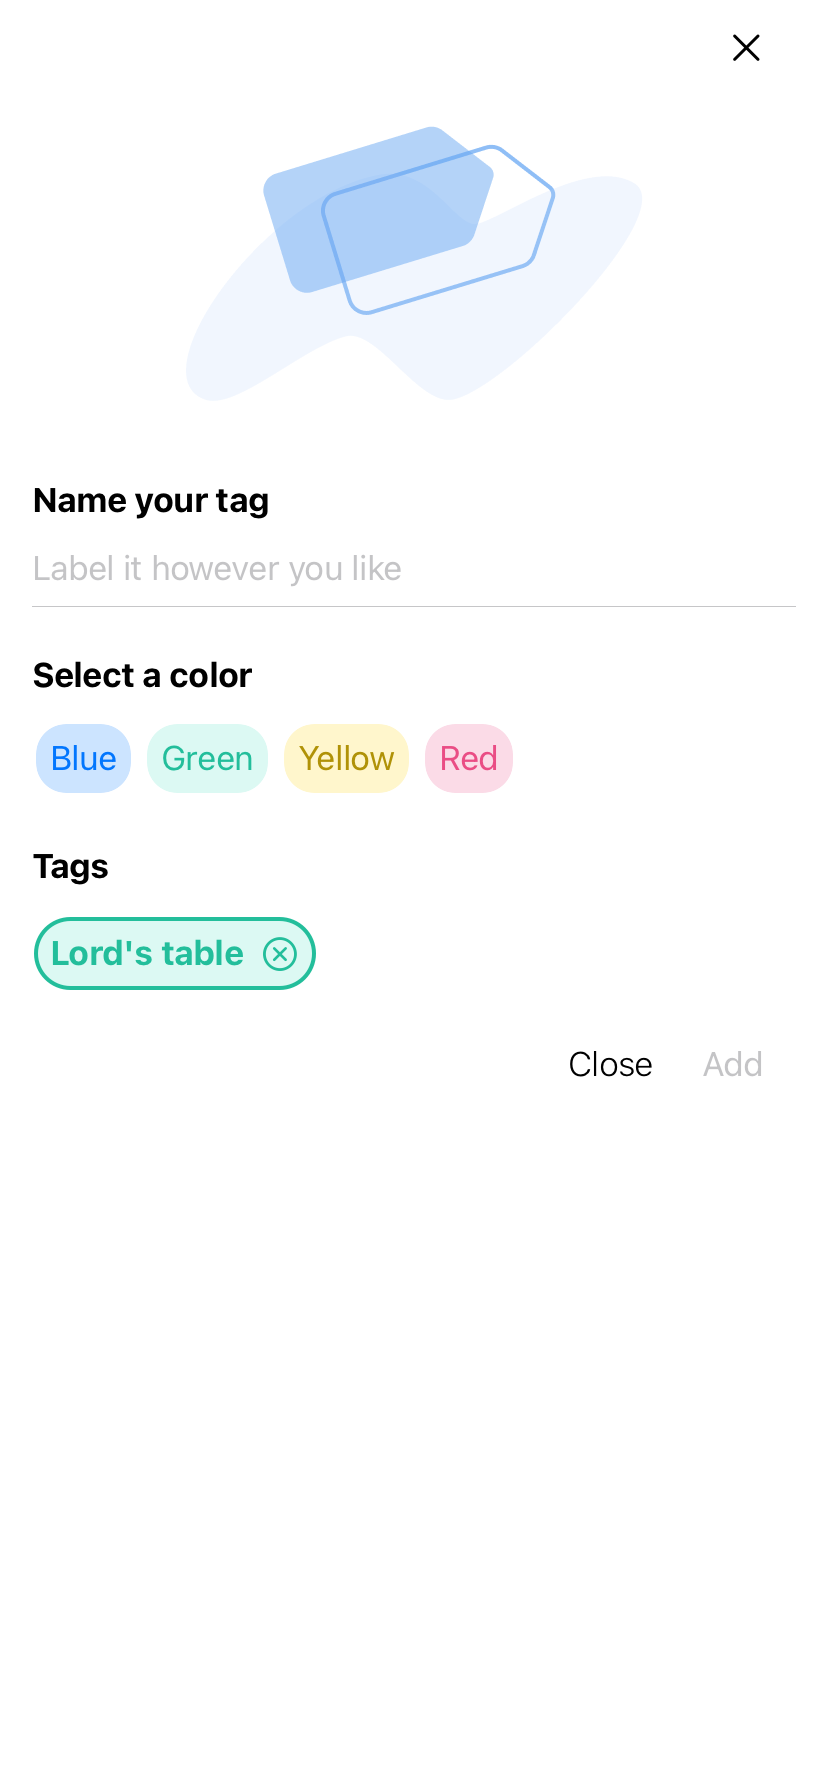 Name your tag
Label it however you like
Select a color
Blue Green Yellow Red
Tags
Lord's table
Close Add